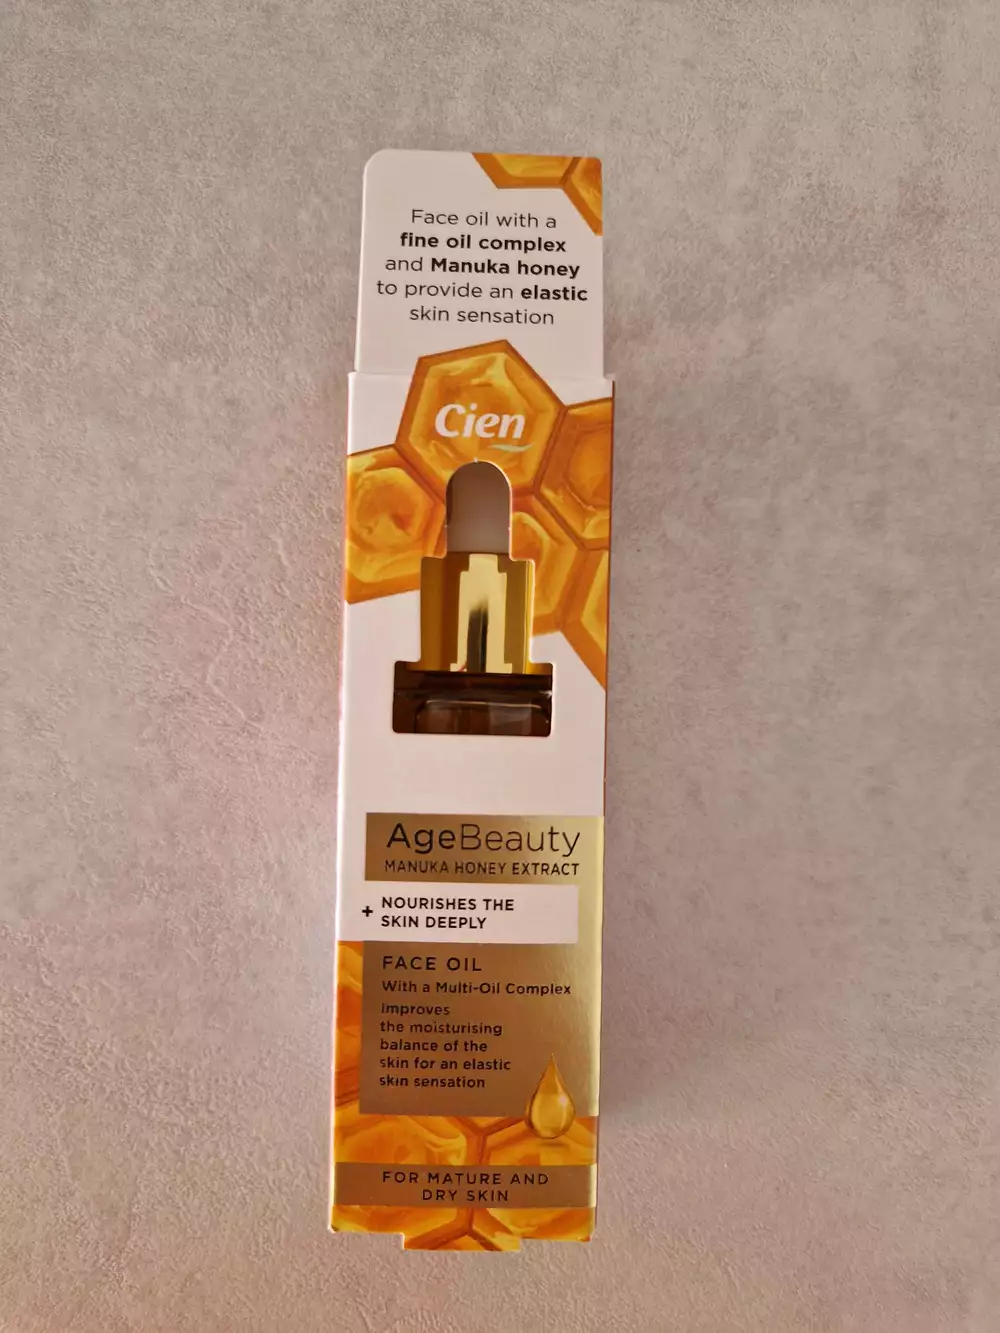 Face oil with a
fine oil complex
and Manuka honey
to provide an elastic
skin sensation
Cien
AgeBeauty
MANUKA HONEY EXTRACT
+ NOURISHES THE
SKIN DEEPLY
FACE OIL
With a Multi-Oil Complex
Improves
the moisturising
balance of the
skin for an elastic
skin sensation
FOR MATURE AND
DRY SKIN